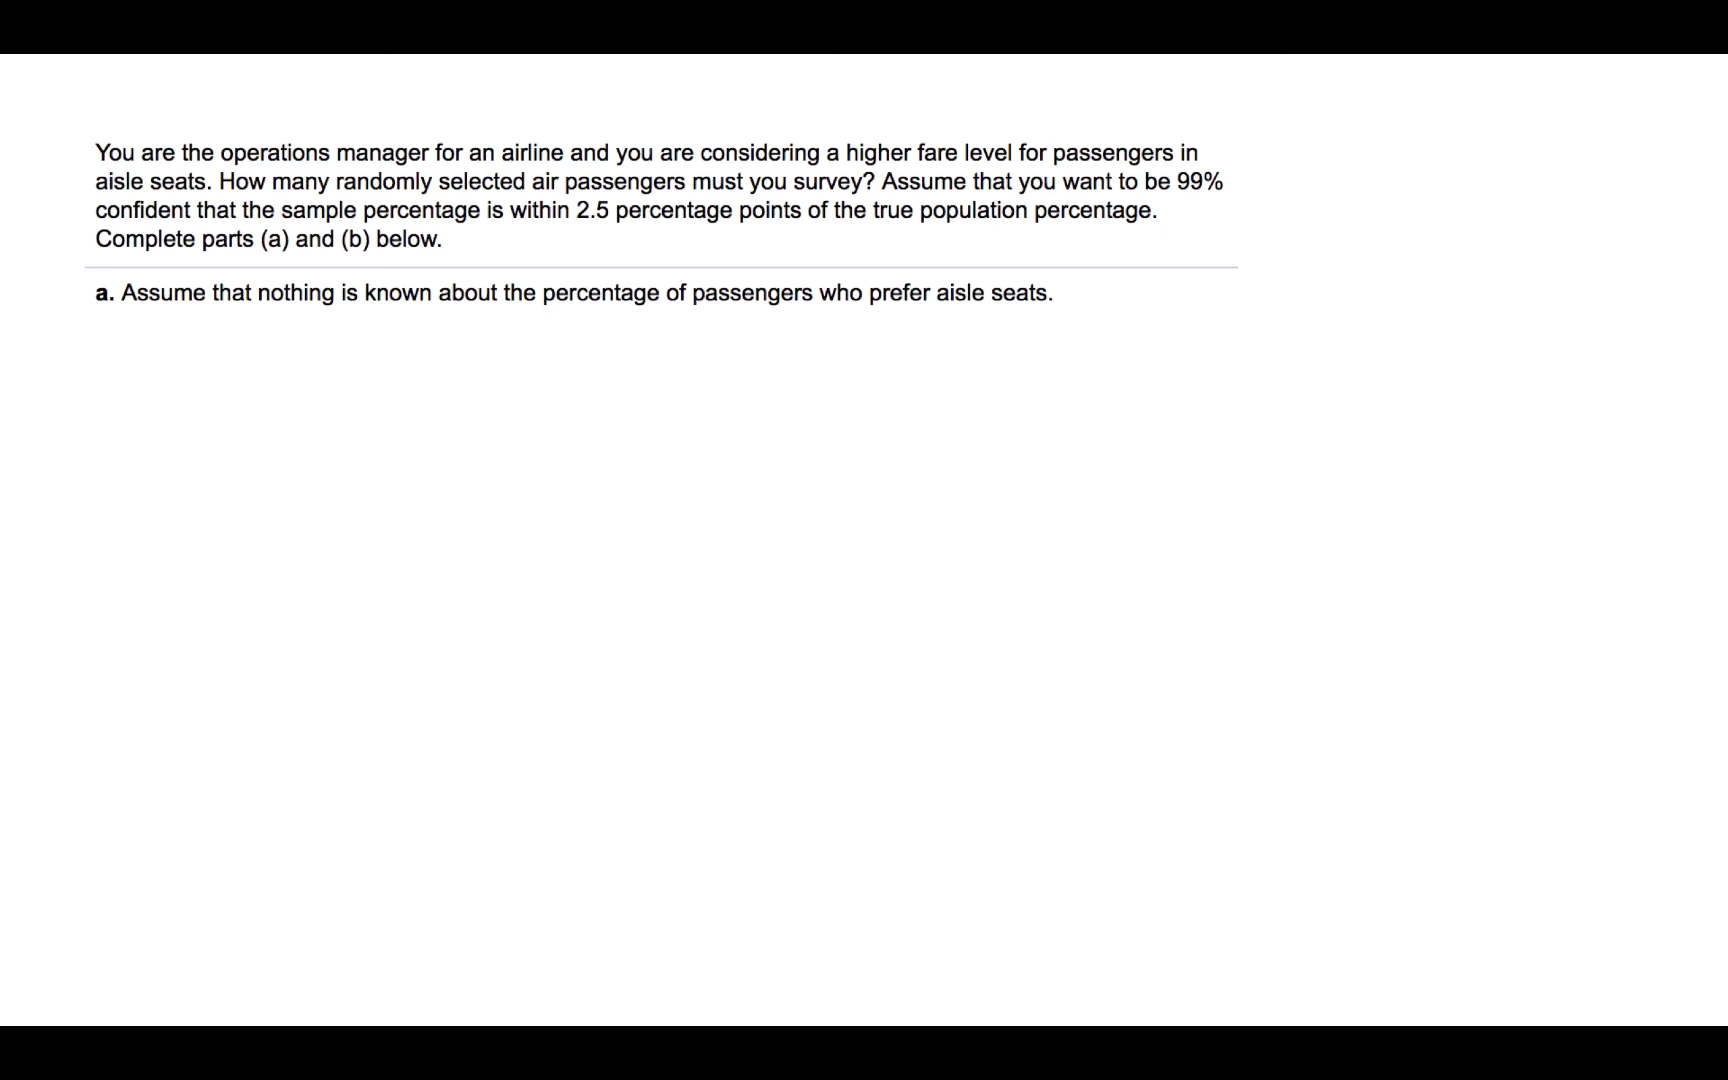 You are the operations manager for an airline and you are considering a higher fare level for passengers in
aisle seats. How many randomly selected air passengers must you survey? Assume that you want to be 99%
confident that the sample percentage is within 2.5 percentage points of the true population percentage.
Complete parts (a) and (b) below.
a. Assume that nothing is known about the percentage of passengers who prefer aisle seats.